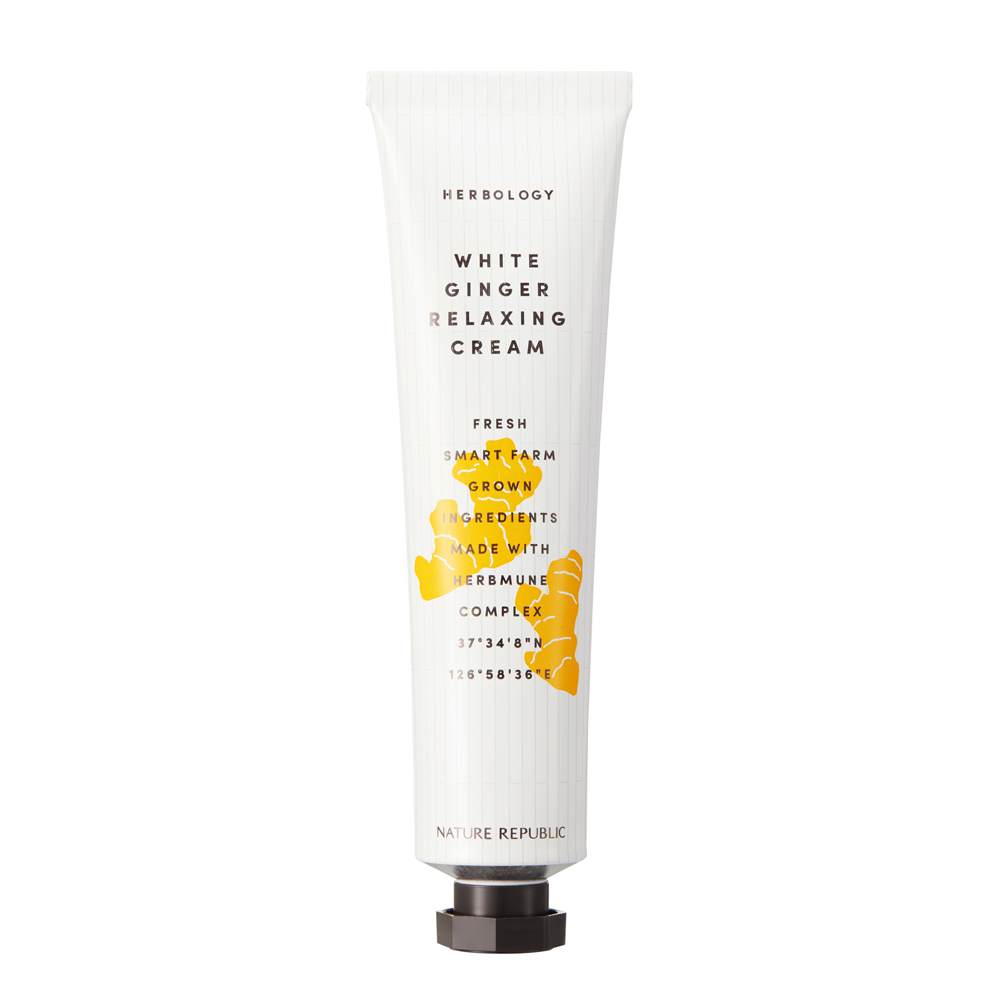 HERBOLOGY
WHITE
GINGER
RELAXING
CREAM
FRESH
SMART FARM
GROWN
INGREDIENTS
MADE WITH
HERBMUNE
COMPLEX
37°34'8"N
126°58'36"E
NATURE REPUBLIC